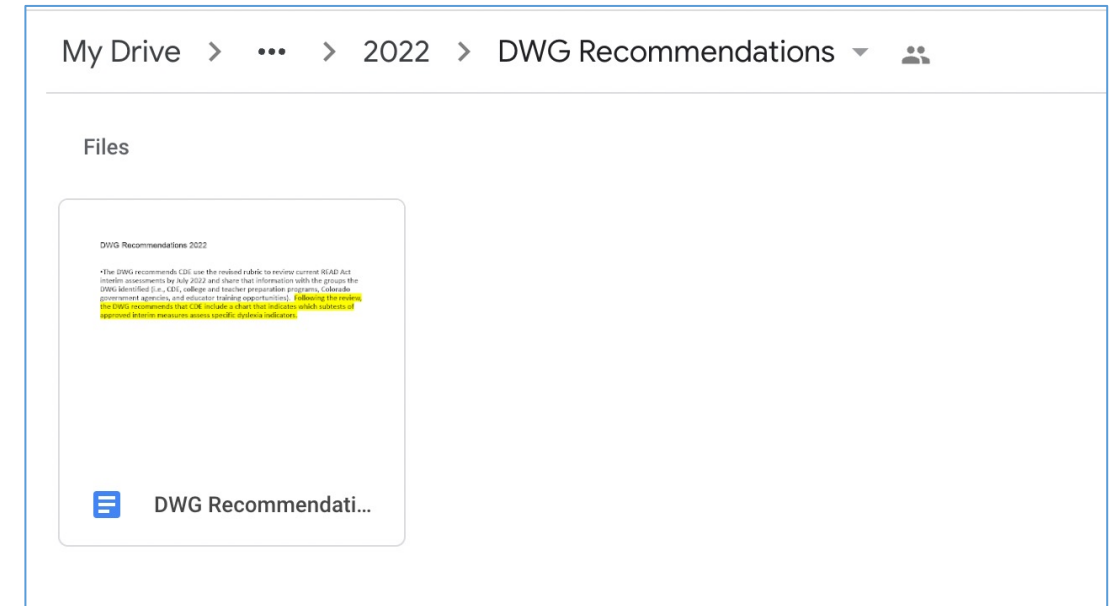 My Drive > ••• > 2022 > DWG Recommendations
Files
DWG Recommendations 2022
•The DWG recommends CDE use the revised rubric to review current READ Act
interim assessments by July 2022 and share that information with the groups the
DWG identified (i.e., CDE, college and teacher preparation programs, Colorado
government agencies, and educator training opportunities). Following the review,
the DWG recommends that CDE include a chart that indicates which subtests of
approved interim measures assess specific dyslexia indicators.
DWG Recommendati...